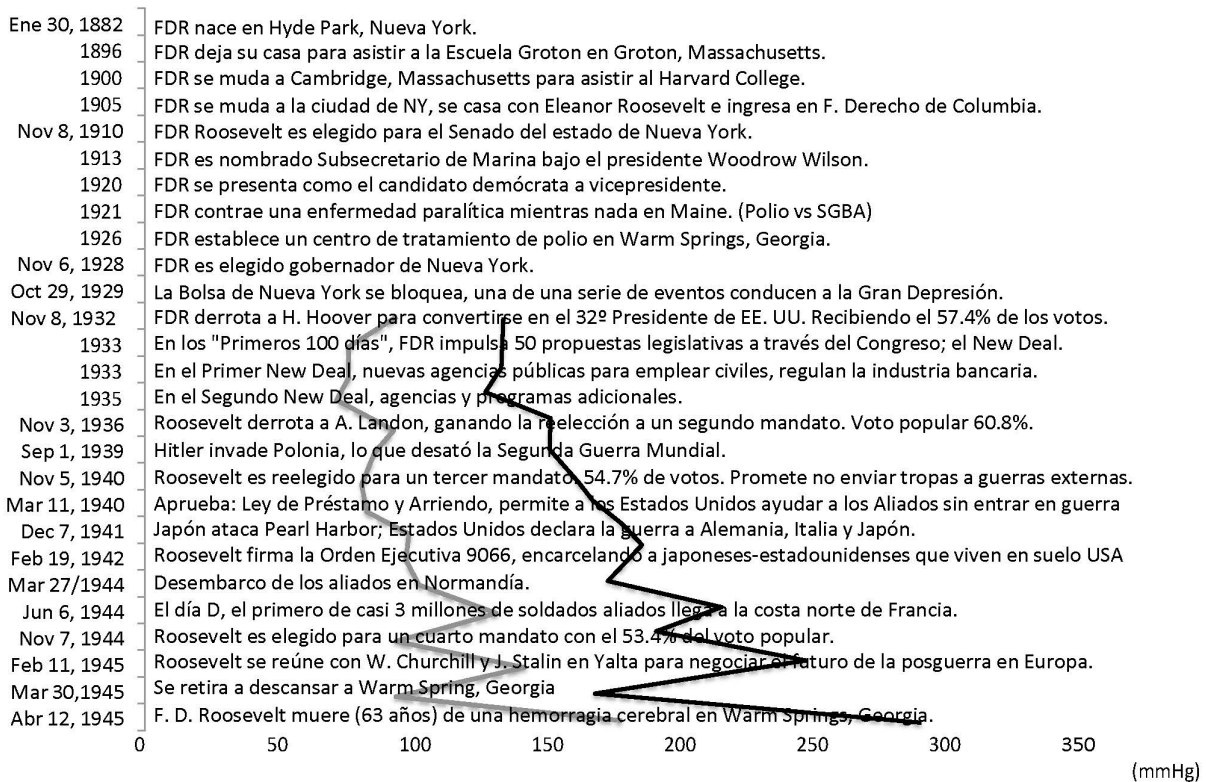 Ene 30, 1882 FDR nace en Hyde Park, Nueva York.
1896 FDR deja su casa para asistir a la Escuela Groton en Groton, Massachusetts.
1900 FDR se muda a Cambridge, Massachusetts para asistir al Harvard College.
1905 FDR se muda a la ciudad de NY, se casa con Eleanor Roosevelt e ingresa en F. Derecho de Columbia.
Nov 8, 1910 FDR Roosevelt es elegido para el Senado del estado de Nueva York.
1913 FDR es nombrado Subsecretario de Marina bajo el presidente Woodrow Wilson.
1920 FDR se presenta como el candidato demócrata a vicepresidente.
1921 FDR contrae una enfermedad paralítica mientras nada en Maine. (Polio vs SGBA)
1926 FDR establece un centro de tratamiento de polio en Warm Springs, Georgia.
Nov 6, 1928 FDR es elegido gobernador de Nueva York.
Oct 29, 1929 La Bolsa de Nueva York se bloquea, una de una serie de eventos conducen a la Gran Depresión.
Nov 8, 1932 FDR derrota a H. Hoover para convertirse en el 32º Presidente de EE. UU. Recibiendo el 57.4% de los votos.
1933 En los "Primeros 100 días", FDR impulsa 50 propuestas legislativas a través del Congreso; el New Deal.
1933 En el Primer New Deal, nuevas agencias públicas para emplear civiles, regulan la industria bancaria.
1935 En el Segundo New Deal, agencias y programas adicionales.
Nov 3, 1936 Roosevelt derrota a A. Landon, ganando la reelección a un segundo mandato. Voto popular 60.8%.
Sep 1, 1939 Hitler invade Polonia, lo que desató la Segunda Guerra Mundial.
Nov 5, 1940 Roosevelt es reelegido para un tercer mandato, 54.7% de votos. Promete no enviar tropas a guerras externas.
Mar 11, 1940 Aprueba: Ley de Préstamo y Arriendo, permite a los Estados Unidos ayudar a los Aliados sin entrar en guerra
Dec 7, 1941 Japón ataca Pearl Harbor; Estados Unidos declara la guerra a Alemania, Italia y Japón.
Feb 19, 1942 Roosevelt firma la Orden Ejecutiva 9066, encarcelando a japoneses-estadounidenses que viven en suelo USA
Mar 27/1944 Desembarco de los aliados en Normandía.
Jun 6, 1944 El día D, el primero de casi 3 millones de soldados aliados llega a la costa norte de Francia.
Nov 7, 1944 Roosevelt es elegido para un cuarto mandato con el 53.4% del voto popular.
Feb 11, 1945 Roosevelt se reúne con W. Churchill y J. Stalin en Yalta para negociar el futuro de la posguerra en Europa.
Mar 30,1945 Se retira a descansar a Warm Spring, Georgia
Abr 12, 1945 F. D. Roosevelt muere (63 años) de una hemorragia cerebral en Warm Springs, Georgia.
0 50 100 150 200 250 300 350
(mmHg)